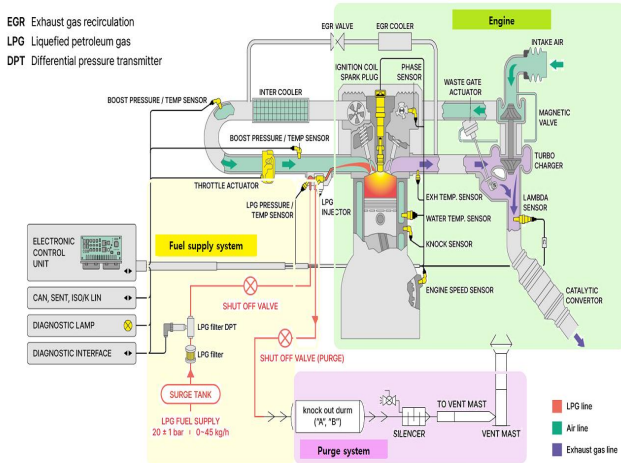 EGR Exhaust gas recirculation
LPG Liquefied petroleum gas
DPT Differential pressure transmitter
Engine
EGR VALVE
EGR COOLER
INTAKE AIR
IGNITION COIL
SPARK PLUG
PHASE
SENSOR
WASTE GATE
ACTUATOR
INTER COOLER
BOOST PRESSURE / TEMP SENSOR
MAGNETIC
VALVE
BOOST PRESSURE / TEMP SENSOR
TURBO
CHARGER
THROTTLE ACTUATOR
LPG PRESSURE /
TEMP SENSOR
LPG
INJECTOR
EXH TEMP. SENSOR
LAMBDA
SENSOR
WATER TEMP. SENSOR
KNOCK SENSOR
ELECTRONIC
CONTROL
UNIT
Fuel supply system
ENGINE SPEED SENSOR
CATALYTIC
CONVERTOR
CAN, SENT, ISO/K LIN
SHUT OFF VALVE
DIAGNOSTIC LAMP
LPG filter DPT
DIAGNOSTIC INTERFACE
LPG filter
SHUT OFF VALVE (PURGE)
SURGE TANK
LPG FUEL SUPPLY
20 ± 1 bar 0~45 kg/h
knock out durm
("A", "B")
TO VENT MAST
SILENCER
VENT MAST
Purge system
LPG line
Air line
Exhaust gas line